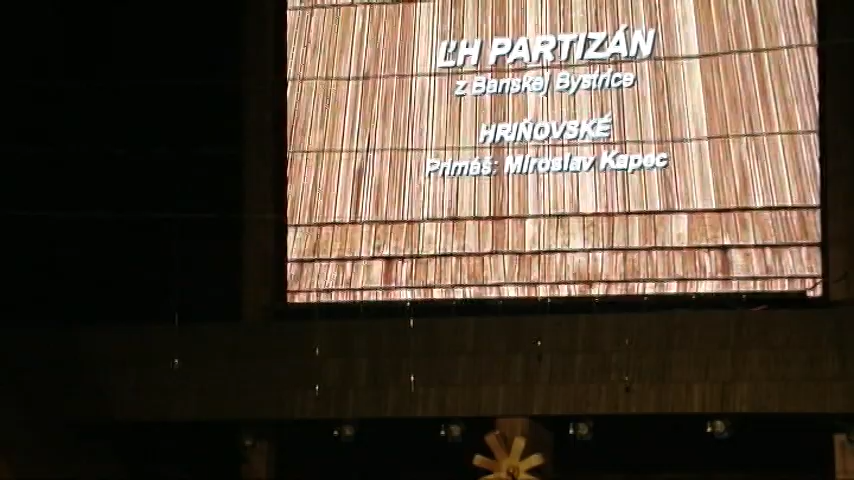 ĽH PARTIZÁN
z Banskej Bystrice
HRIŇOVSKÉ
Primáš: Miroslav Kapec